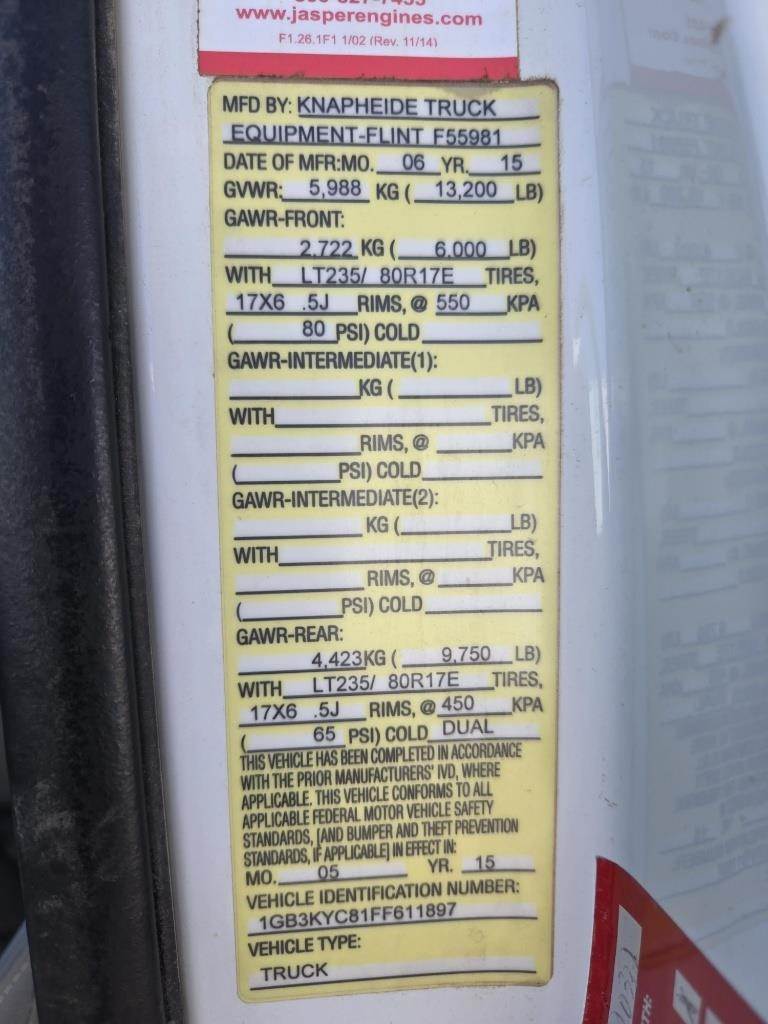 www.jasperengines.com
F1.26.1F1 1/02 (Rev. 11/14)
MFD BY: KNAPHEIDE TRUCK
EQUIPMENT-FLINT F55981
DATE OF MFR:MO. 06 YR. 15
GVWR: 5,988 KG ( 13,200 LB)
GAWR-FRONT:
2,722 KG ( 6,000 LB)
WITH LT235/ 80R17E TIRES,
17X6 .5J RIMS, @ 550 KPA
( 80 PSI) COLD
GAWR-INTERMEDIATE(1):
KG ( LB)
WITH TIRES,
RIMS, @ KPA
( PSI) COLD
GAWR-INTERMEDIATE(2):
KG ( LB)
WITH TIRES,
RIMS, @ KPA
( PSI) COLD
GAWR-REAR:
4,423 KG ( 9,750 LB)
WITH LT235/ 80R17E TIRES,
17X6 .5J RIMS, @ 450 KPA
( 65 PSI) COLD DUAL
THIS VEHICLE HAS BEEN COMPLETED IN ACCORDANCE
WITH THE PRIOR MANUFACTURERS' IVD, WHERE
APPLICABLE. THIS VEHICLE CONFORMS TO ALL
APPLICABLE FEDERAL MOTOR VEHICLE SAFETY
STANDARDS, [AND BUMPER AND THEFT PREVENTION
STANDARDS, IF APPLICABLE] IN EFFECT IN:
MO. 05 YR. 15
VEHICLE IDENTIFICATION NUMBER:
1GB3KYC81FF611897
VEHICLE TYPE:
TRUCK